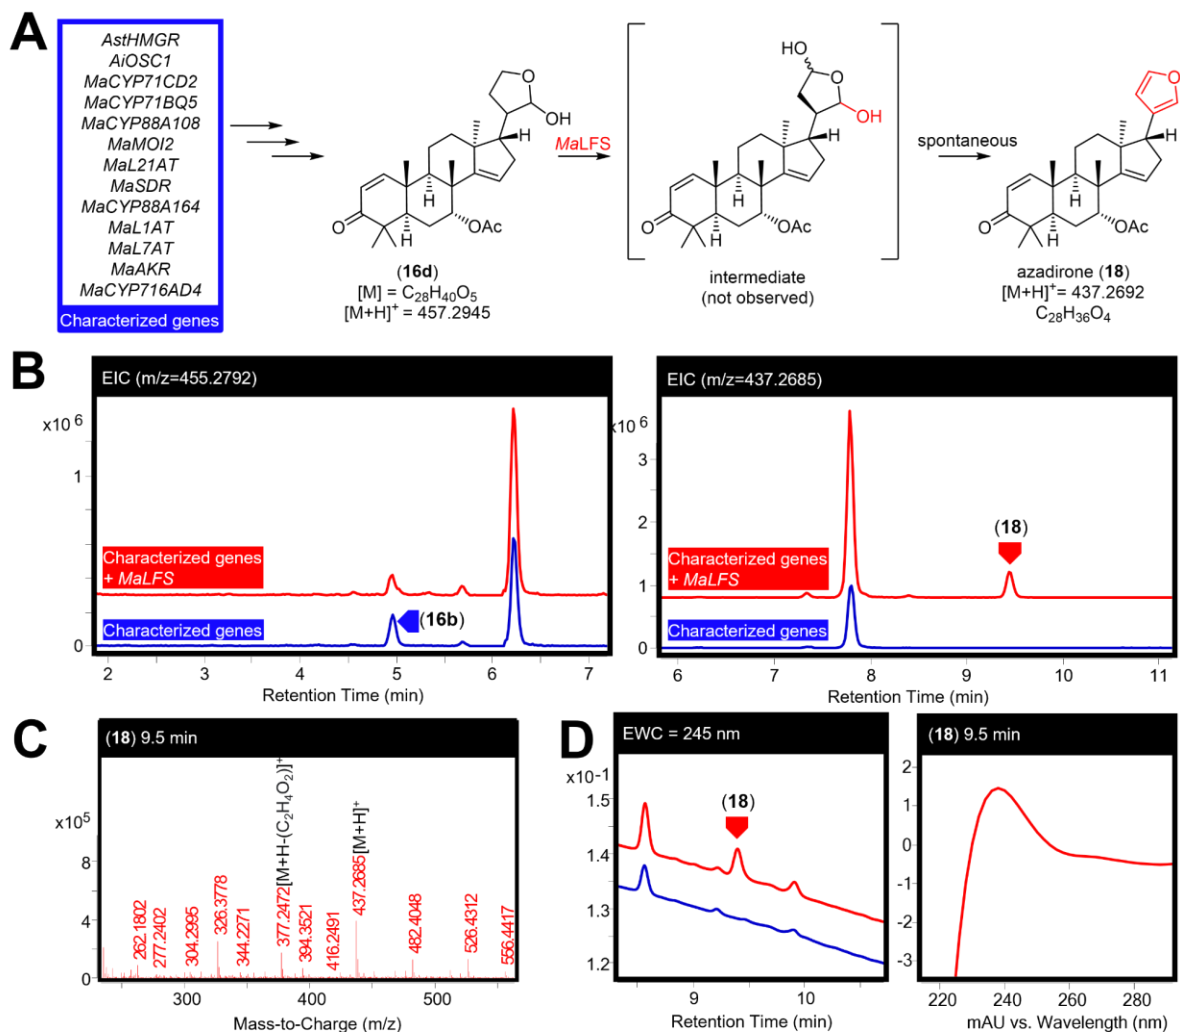 A
AstHMGR
AiOSC1
MaCYP71CD2
MaCYP71BQ5
MaCYP88A108
MaMOI2
MaL21AT
MaSDR
MaCYP88A164
MaL1AT
MaL7AT
MaAKR
MaCYP716AD4
Characterized genes
O
OH
H
H
H
O
OAc
(16d)
[M] = C28H40O5
[M+H]+ = 457.2945
MaLFS
HO
O
OH
H
H
H
O
OAc
intermediate
(not observed)
spontaneous
O
H
H
H
O
OAc
azadirone (18)
[M+H]+= 437.2692
C28H36O4
B
EIC (m/z=455.2792)
x10 6
1
0
Characterized genes
+ MaLFS
Characterized genes
(16b)
2 3 4 5 6 7
Retention Time (min)
EIC (m/z=437.2685)
x10 6
3
2
1
0
Characterized genes
+ MaLFS
Characterized genes
(18)
6 7 8 9 10 11
Retention Time (min)
C
(18) 9.5 min
x10 5
8
4
0
262.1802
277.2402
304.2995
326.3778
344.2271
377.2472[M+H-(C2H4O2)]+
394.3521
416.2491
437.2685[M+H]+
482.4048
526.4312
556.4417
300 400 500
Mass-to-Charge (m/z)
D
EWC = 245 nm
x10 -1
1.5
1.4
1.3
1.2
(18)
9 10
Retention Time (min)
(18) 9.5 min
2
1
0
-1
-2
-3
220 240 260 280
mAU vs. Wavelength (nm)